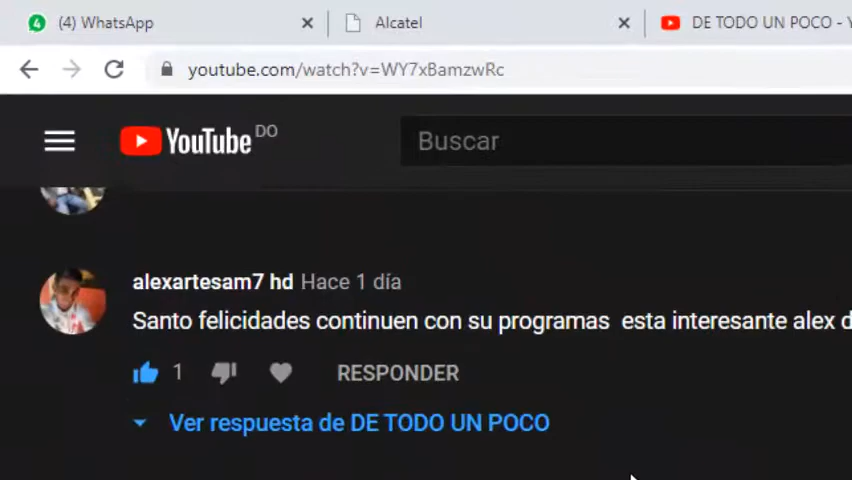 4 (4) WhatsApp
Alcatel
DE TODO UN POCO - Y
youtube.com/watch?v=WY7xBamzwRc
YouTube DO
Buscar
alexartesam7 hd Hace 1 día
Santo felicidades continuen con su programas esta interesante alex d
1 RESPONDER
Ver respuesta de DE TODO UN POCO